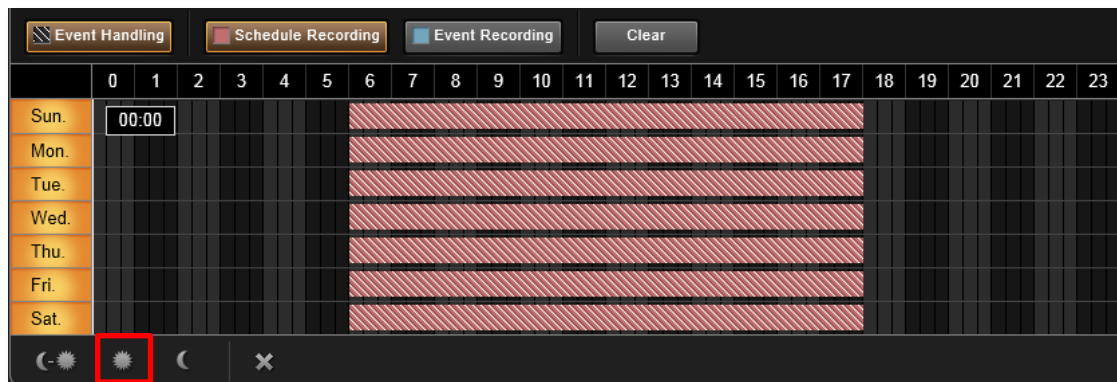 Event Handling Schedule Recording Event Recording Clear
0 1 2 3 4 5 6 7 8 9 10 11 12 13 14 15 16 17 18 19 20 21 22 23
Sun. 00:00
Mon.
Tue.
Wed.
Thu.
Fri.
Sat.